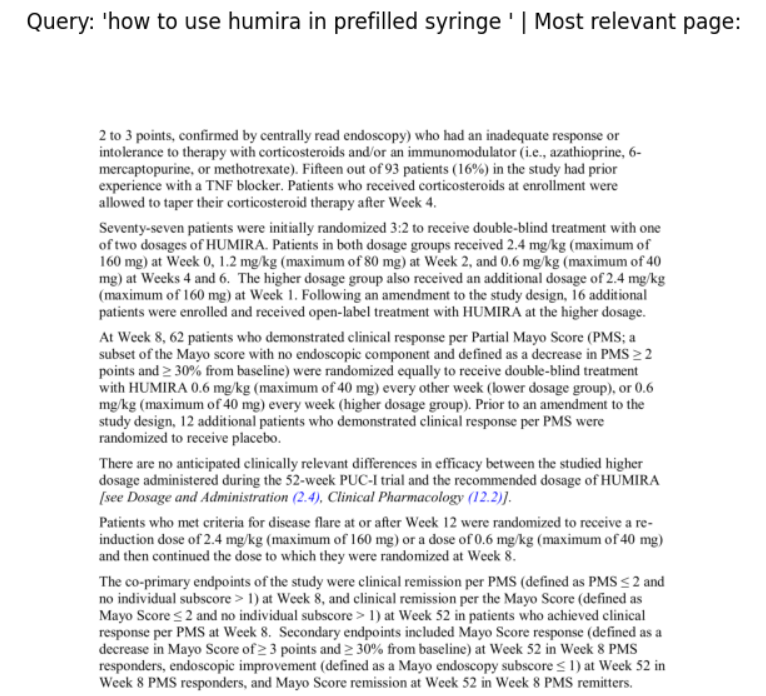 Query: 'how to use humira in prefilled syringe ' | Most relevant page:
2 to 3 points, confirmed by centrally read endoscopy) who had an inadequate response or
intolerance to therapy with corticosteroids and/or an immunomodulator (i.e., azathioprine, 6-
mercaptopurine, or methotrexate). Fifteen out of 93 patients (16%) in the study had prior
experience with a TNF blocker. Patients who received corticosteroids at enrollment were
allowed to taper their corticosteroid therapy after Week 4.
Seventy-seven patients were initially randomized 3:2 to receive double-blind treatment with one
of two dosages of HUMIRA. Patients in both dosage groups received 2.4 mg/kg (maximum of
160 mg) at Week 0, 1.2 mg/kg (maximum of 80 mg) at Week 2, and 0.6 mg/kg (maximum of 40
mg) at Weeks 4 and 6.  The higher dosage group also received an additional dosage of 2.4 mg/kg
(maximum of 160 mg) at Week 1. Following an amendment to the study design, 16 additional
patients were enrolled and received open-label treatment with HUMIRA at the higher dosage.
At Week 8, 62 patients who demonstrated clinical response per Partial Mayo Score (PMS; a
subset of the Mayo score with no endoscopic component and defined as a decrease in PMS ≥ 2
points and ≥ 30% from baseline) were randomized equally to receive double-blind treatment
with HUMIRA 0.6 mg/kg (maximum of 40 mg) every other week (lower dosage group), or 0.6
mg/kg (maximum of 40 mg) every week (higher dosage group). Prior to an amendment to the
study design, 12 additional patients who demonstrated clinical response per PMS were
randomized to receive placebo.
There are no anticipated clinically relevant differences in efficacy between the studied higher
dosage administered during the 52-week PUC-I trial and the recommended dosage of HUMIRA
[see Dosage and Administration (2.4), Clinical Pharmacology (12.2)].
Patients who met criteria for disease flare at or after Week 12 were randomized to receive a re-
induction dose of 2.4 mg/kg (maximum of 160 mg) or a dose of 0.6 mg/kg (maximum of 40 mg)
and then continued the dose to which they were randomized at Week 8.
The co-primary endpoints of the study were clinical remission per PMS (defined as PMS ≤ 2 and
no individual subscore > 1) at Week 8, and clinical remission per the Mayo Score (defined as
Mayo Score ≤ 2 and no individual subscore > 1) at Week 52 in patients who achieved clinical
response per PMS at Week 8.  Secondary endpoints included Mayo Score response (defined as a
decrease in Mayo Score of ≥ 3 points and ≥ 30% from baseline) at Week 52 in Week 8 PMS
responders, endoscopic improvement (defined as a Mayo endoscopy subscore ≤ 1) at Week 52 in
Week 8 PMS responders, and Mayo Score remission at Week 52 in Week 8 PMS remitters.